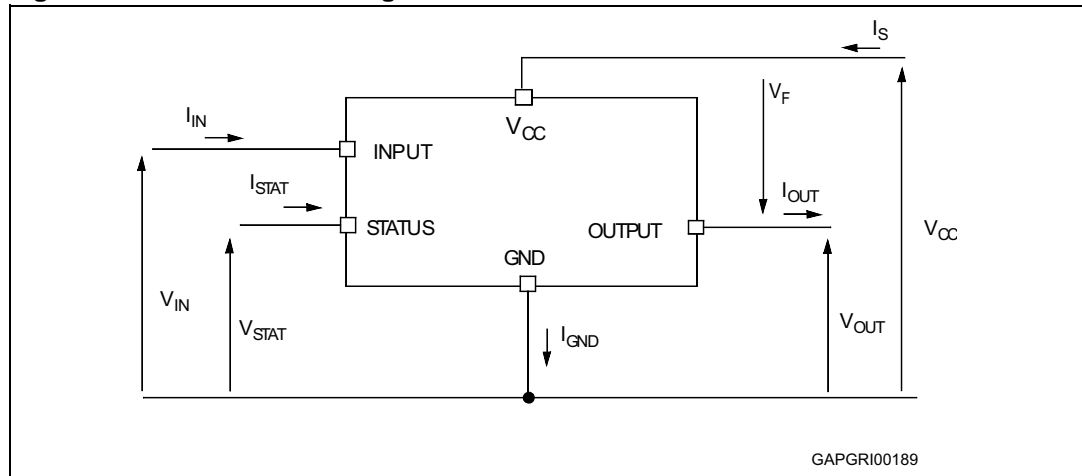 I_S
V_F
I_IN
V_CC
INPUT
I_STAT
I_OUT
STATUS
OUTPUT
V_CC
GND
V_IN
V_STAT
I_GND
V_OUT
GAPGRI00189